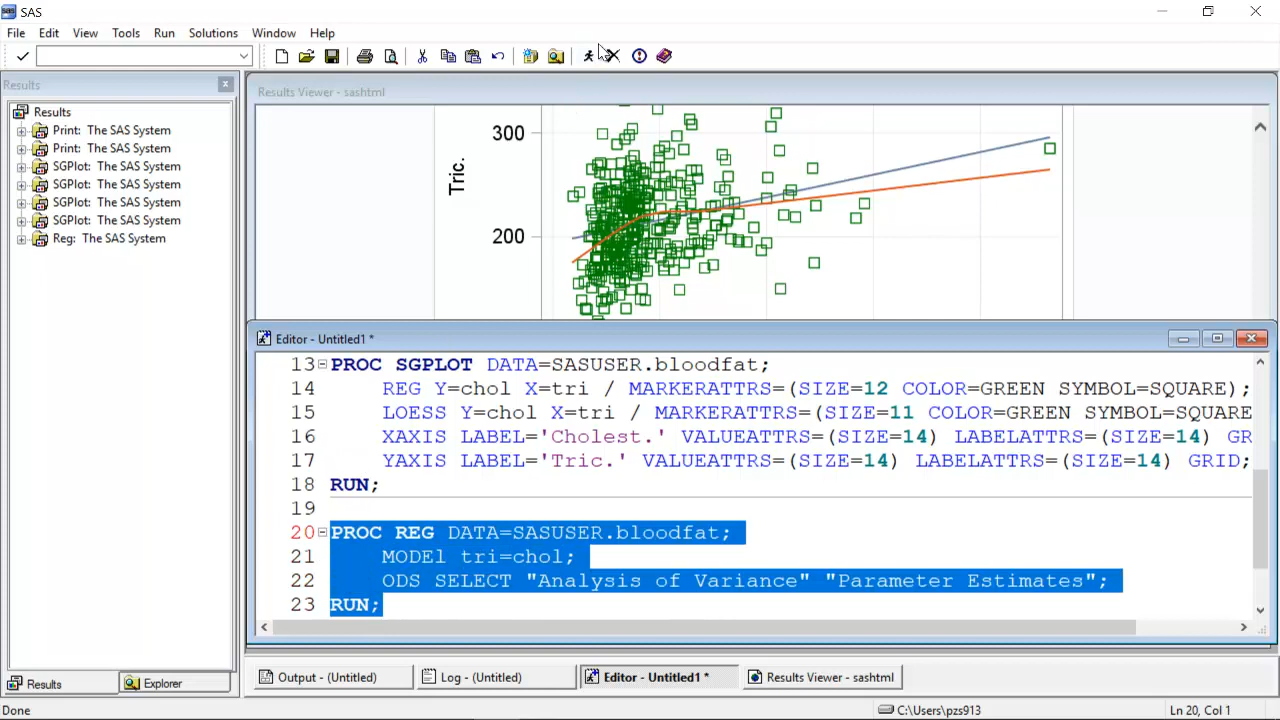 SAS
File Edit View Tools Run Solutions Window Help
Results
Results
Print: The SAS System
Print: The SAS System
SGPlot: The SAS System
SGPlot: The SAS System
SGPlot: The SAS System
SGPlot: The SAS System
Reg: The SAS System
Results Viewer - sashtml
300
Tric.
200
Editor - Untitled1 *
13 PROC SGPLOT DATA=SASUSER.bloodfat;
14 REG Y=chol X=tri / MARKERATTRS=(SIZE=12 COLOR=GREEN SYMBOL=SQUARE);
15 LOESS Y=chol X=tri / MARKERATTRS=(SIZE=11 COLOR=GREEN SYMBOL=SQUARE
16 XAXIS LABEL='Cholest.' VALUEATTRS=(SIZE=14) LABELATTRS=(SIZE=14) GR
17 YAXIS LABEL='Tric.' VALUEATTRS=(SIZE=14) LABELATTRS=(SIZE=14) GRID;
18 RUN;
19
20 PROC REG DATA=SASUSER.bloodfat;
21 MODEl tri=chol;
22 ODS SELECT "Analysis of Variance" "Parameter Estimates";
23 RUN;
Results Explorer
Output - (Untitled) Log - (Untitled) Editor - Untitled1 * Results Viewer - sashtml
Done C:\Users\pzs913 Ln 20, Col 1